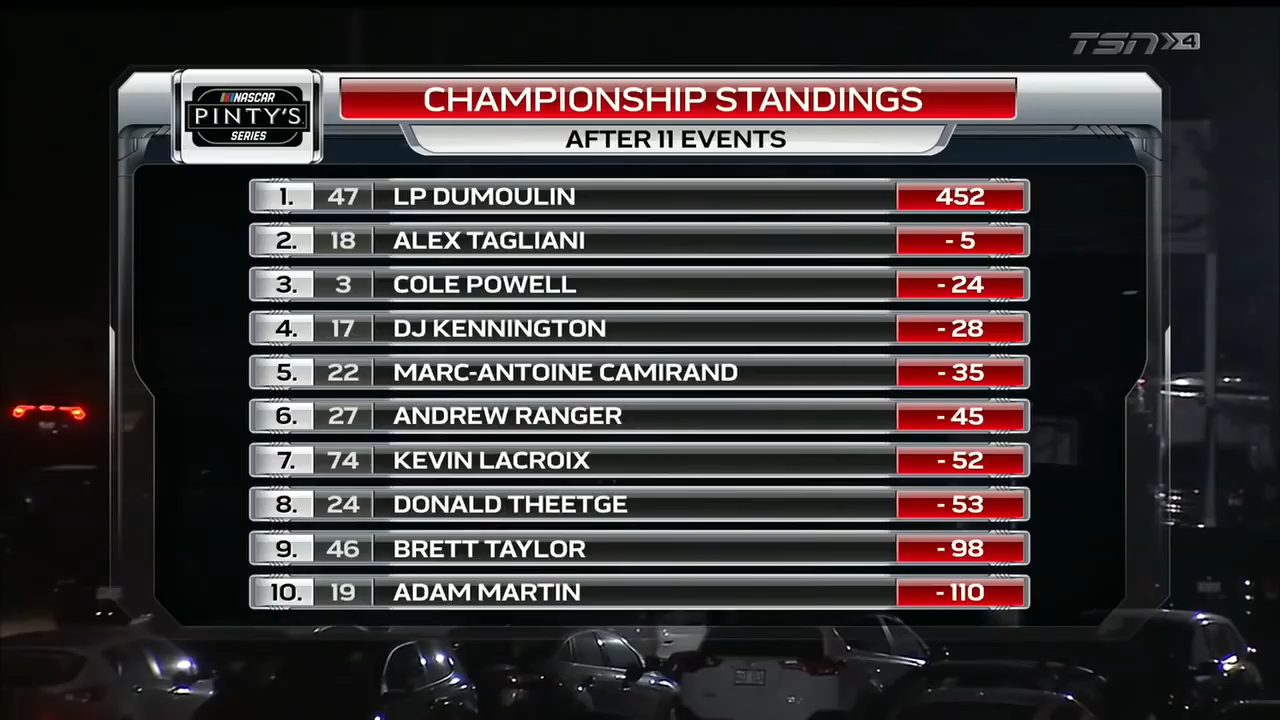 TSN 4
NASCAR
PINTY'S
SERIES
CHAMPIONSHIP STANDINGS
AFTER 11 EVENTS
1. 47 LP DUMOULIN 452
2. 18 ALEX TAGLIANI - 5
3. 3 COLE POWELL - 24
4. 17 DJ KENNINGTON - 28
5. 22 MARC-ANTOINE CAMIRAND - 35
6. 27 ANDREW RANGER - 45
7. 74 KEVIN LACROIX - 52
8. 24 DONALD THEETGE - 53
9. 46 BRETT TAYLOR - 98
10. 19 ADAM MARTIN - 110